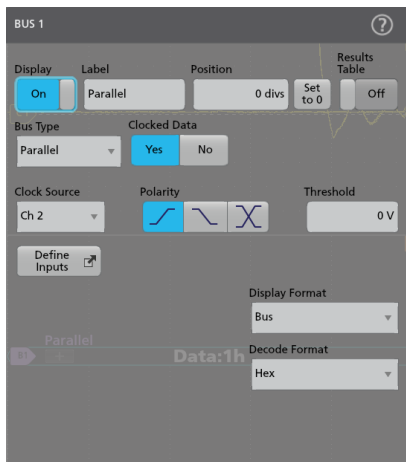 BUS 1
?
Display Label Position Results Table
On Parallel 0 divs Set to 0 Off
Bus Type Clocked Data
Parallel Yes No
Clock Source Polarity Threshold
Ch 2 0 V
Define Inputs
Display Format
Bus
Parallel
B1 + Data:1h
Decode Format
Hex